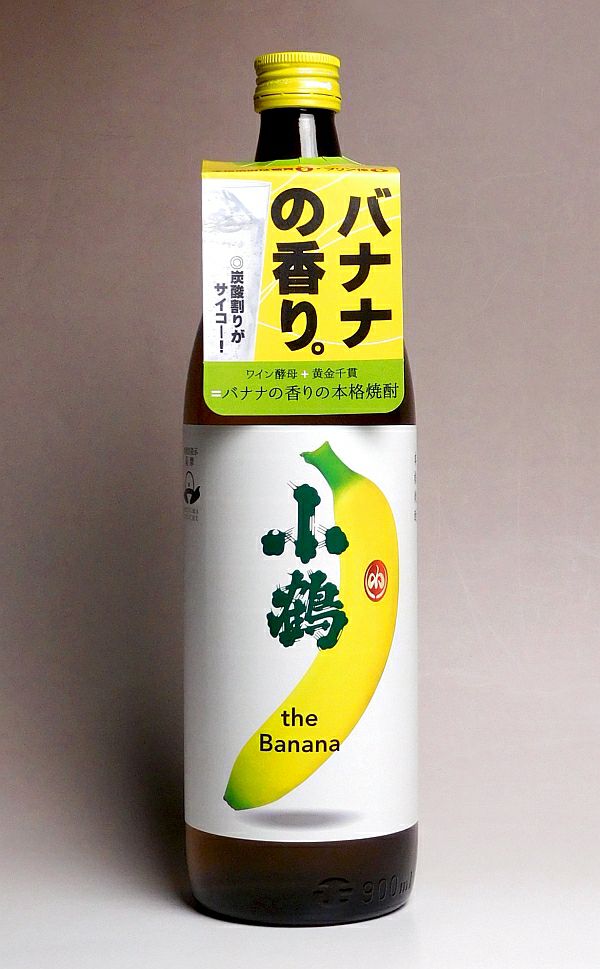 バナナ
の香り。
◎炭酸割りが
サイコー!
ワイン酵母+黄金千貫
=バナナの香りの本格焼酎
小鶴
小
the
Banana
900ml